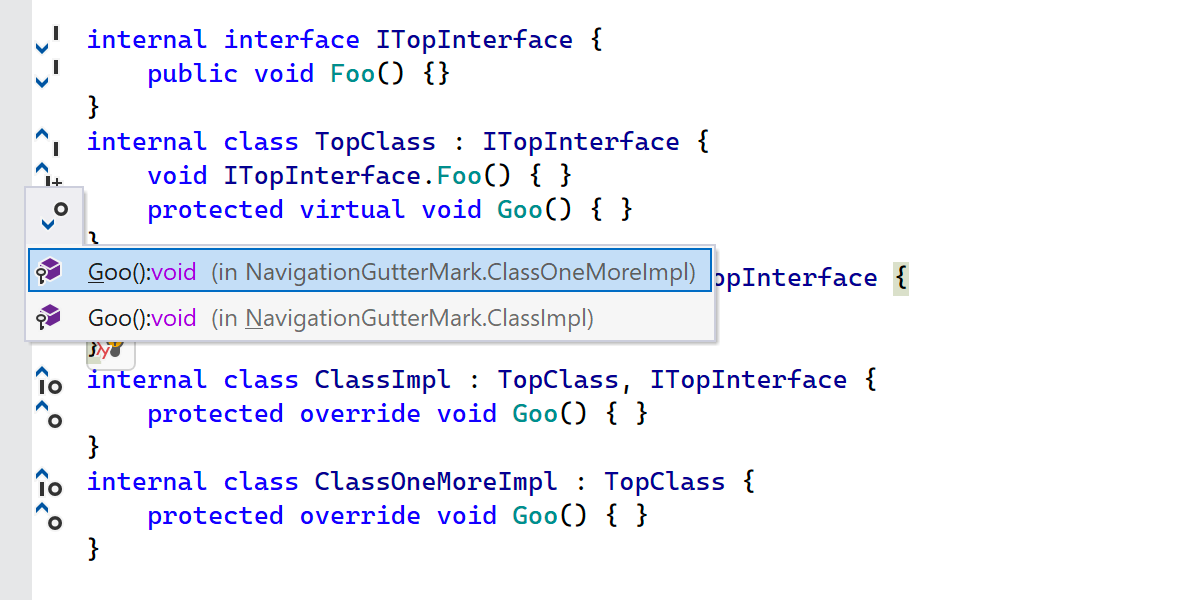 internal interface ITopInterface {
    public void Foo() {}
}
internal class TopClass : ITopInterface {
    void ITopInterface.Foo() { }
    protected virtual void Goo() { }
}
Goo():void (in NavigationGutterMark.ClassOneMoreImpl)
{
Goo():void (in NavigationGutterMark.ClassImpl)
}
internal class ClassImpl : TopClass, ITopInterface {
    protected override void Goo() { }
}
internal class ClassOneMoreImpl : TopClass {
    protected override void Goo() { }
}